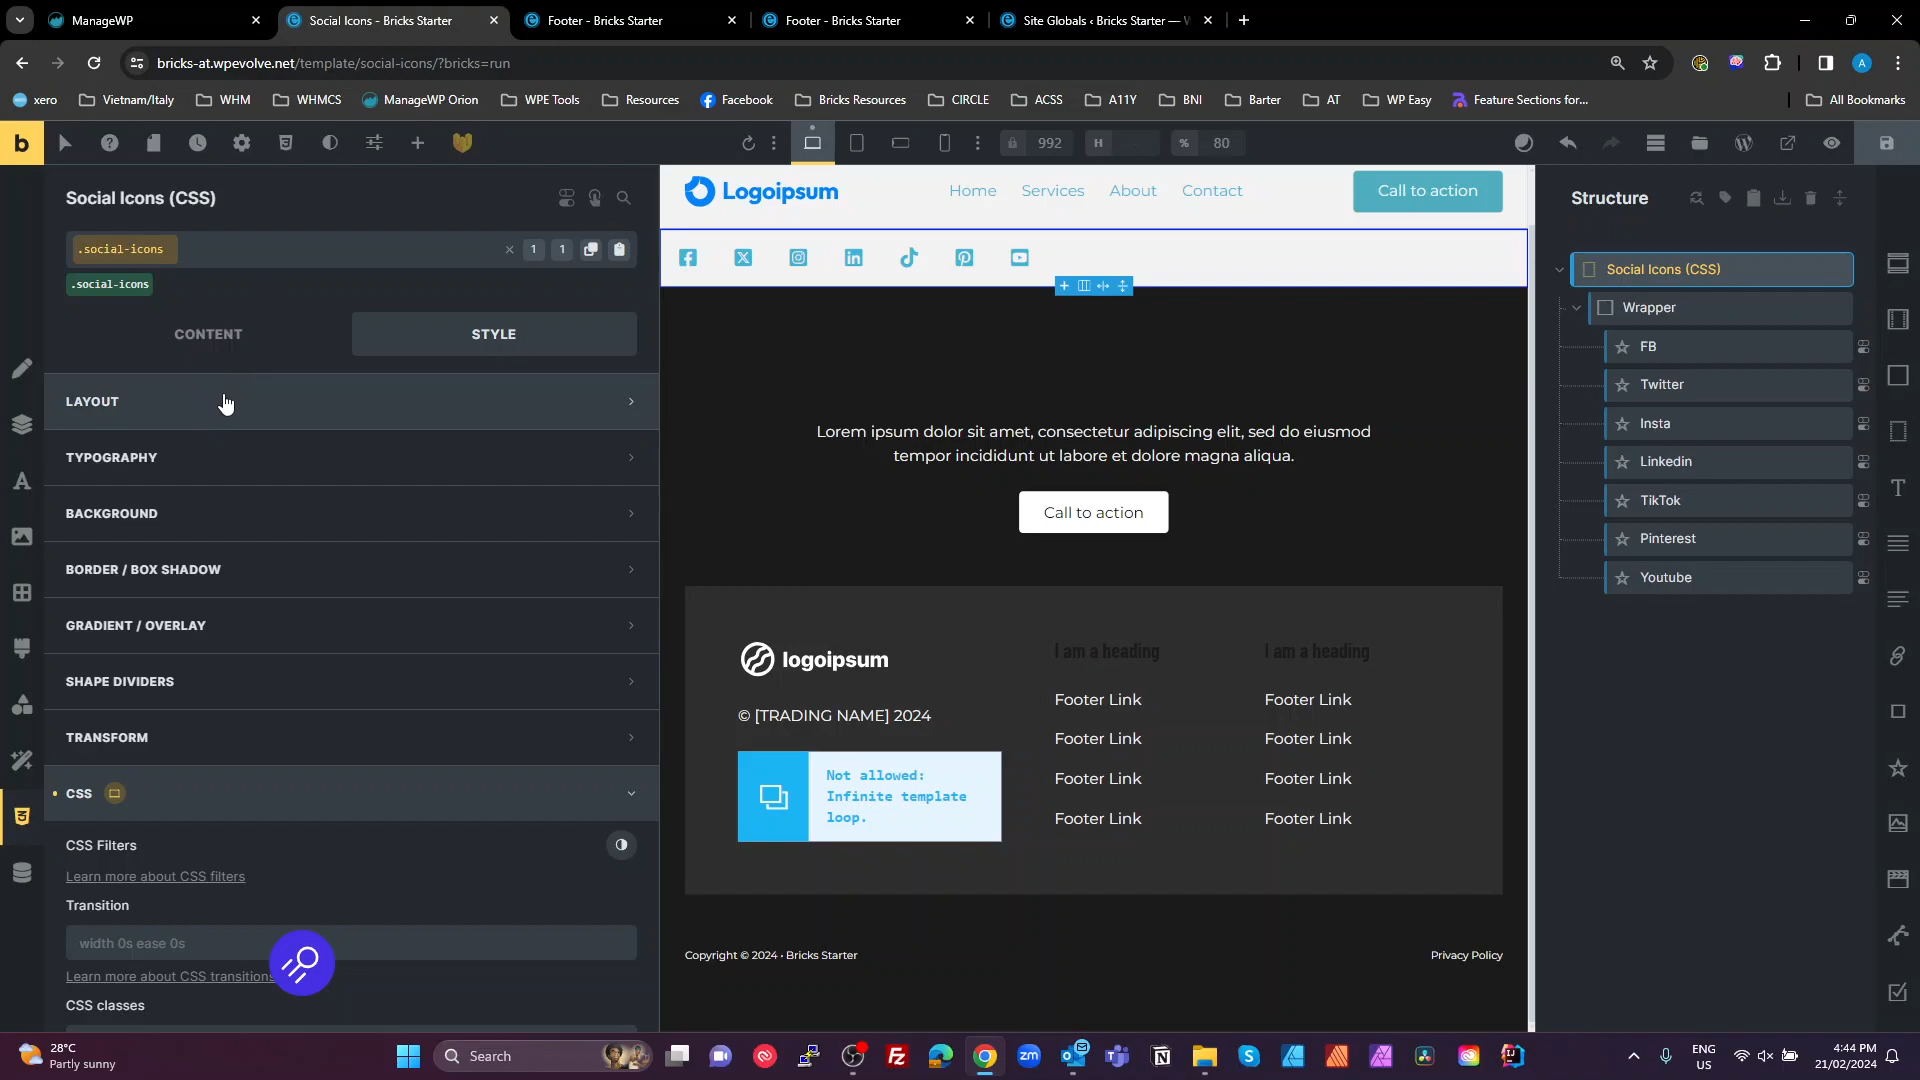 ManageWP
Social Icons - Bricks Starter
Footer - Bricks Starter
Footer - Bricks Starter
Site Globals ‹ Bricks Starter —
bricks-at.wpevolve.net/template/social-icons/?bricks=run
xero
Vietnam/Italy
WHM
WHMCS
ManageWP Orion
WPE Tools
Resources
Facebook
Bricks Resources
CIRCLE
ACSS
A11Y
BNI
Barter
AT
WP Easy
Feature Sections for...
All Bookmarks
b
992
H
%
80
Social Icons (CSS)
.social-icons
1
1
.social-icons
CONTENT
STYLE
LAYOUT
TYPOGRAPHY
BACKGROUND
BORDER / BOX SHADOW
GRADIENT / OVERLAY
SHAPE DIVIDERS
TRANSFORM
CSS
CSS Filters
Learn more about CSS filters
Transition
width 0s ease 0s
Learn more about CSS transitions
CSS classes
Logoipsum
Home
Services
About
Contact
Call to action
Lorem ipsum dolor sit amet, consectetur adipiscing elit, sed do eiusmod
tempor incididunt ut labore et dolore magna aliqua.
Call to action
logoipsum
© [TRADING NAME] 2024
Not allowed:
Infinite template
loop.
I am a heading
Footer Link
Footer Link
Footer Link
Footer Link
I am a heading
Footer Link
Footer Link
Footer Link
Footer Link
Copyright © 2024 • Bricks Starter
Privacy Policy
Structure
Social Icons (CSS)
Wrapper
FB
Twitter
Insta
Linkedin
TikTok
Pinterest
Youtube
28°C
Partly sunny
Search
ENG
US
4:44 PM
21/02/2024